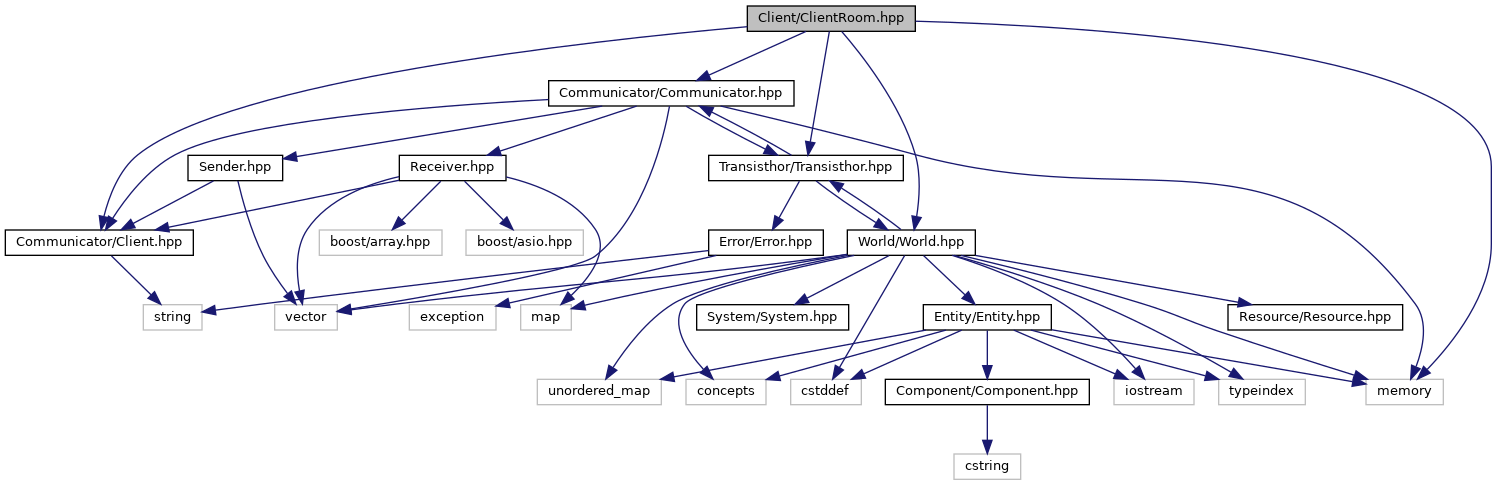 Client/ClientRoom.hpp
Communicator/Communicator.hpp
Sender.hpp
Receiver.hpp
Transisthor/Transisthor.hpp
Communicator/Client.hpp
boost/array.hpp
boost/asio.hpp
Error/Error.hpp
World/World.hpp
string
vector
exception
map
System/System.hpp
Entity/Entity.hpp
Resource/Resource.hpp
unordered_map
concepts
cstddef
Component/Component.hpp
iostream
typeindex
memory
cstring